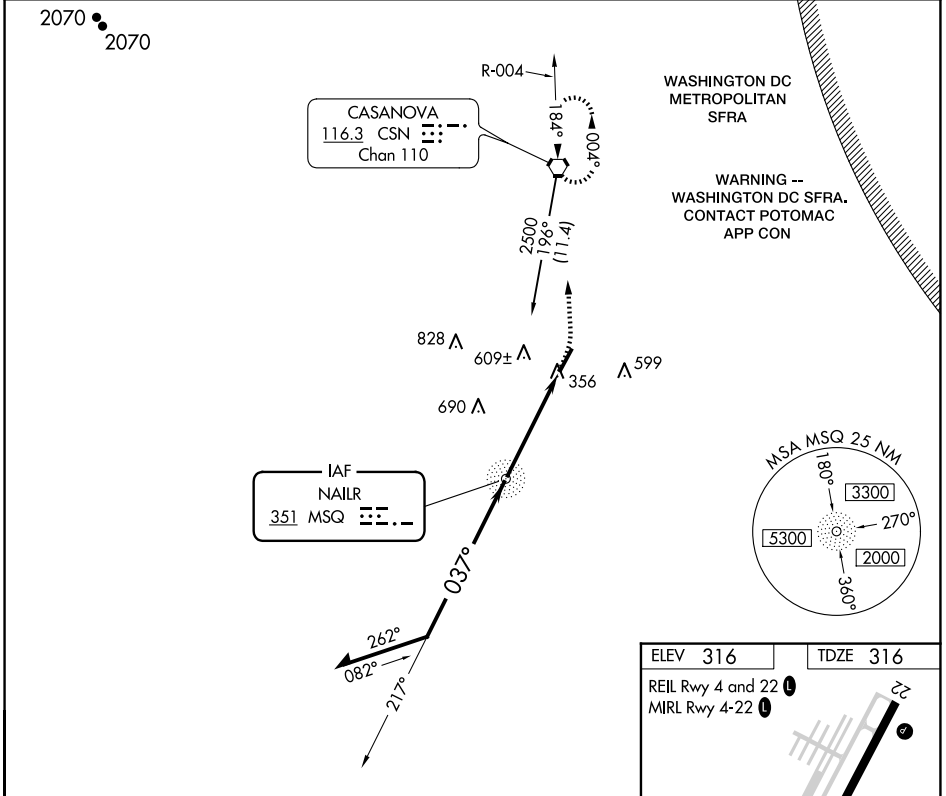 2070
2070
R-004
CASANOVA
116.3 CSN
Chan 110
184°
004°
WASHINGTON DC
METROPOLITAN
SFRA
WARNING --
WASHINGTON DC SFRA.
CONTACT POTOMAC
APP CON
2500
196°
(11.4)
828
609±
356
599
690
IAF
NAILR
351 MSQ
037°
262°
082°
217°
MSA MSQ 25 NM
180°
3300
270°
5300
2000
360°
ELEV 316
TDZE 316
REIL Rwy 4 and 22 L
MIRL Rwy 4-22 L
22
P